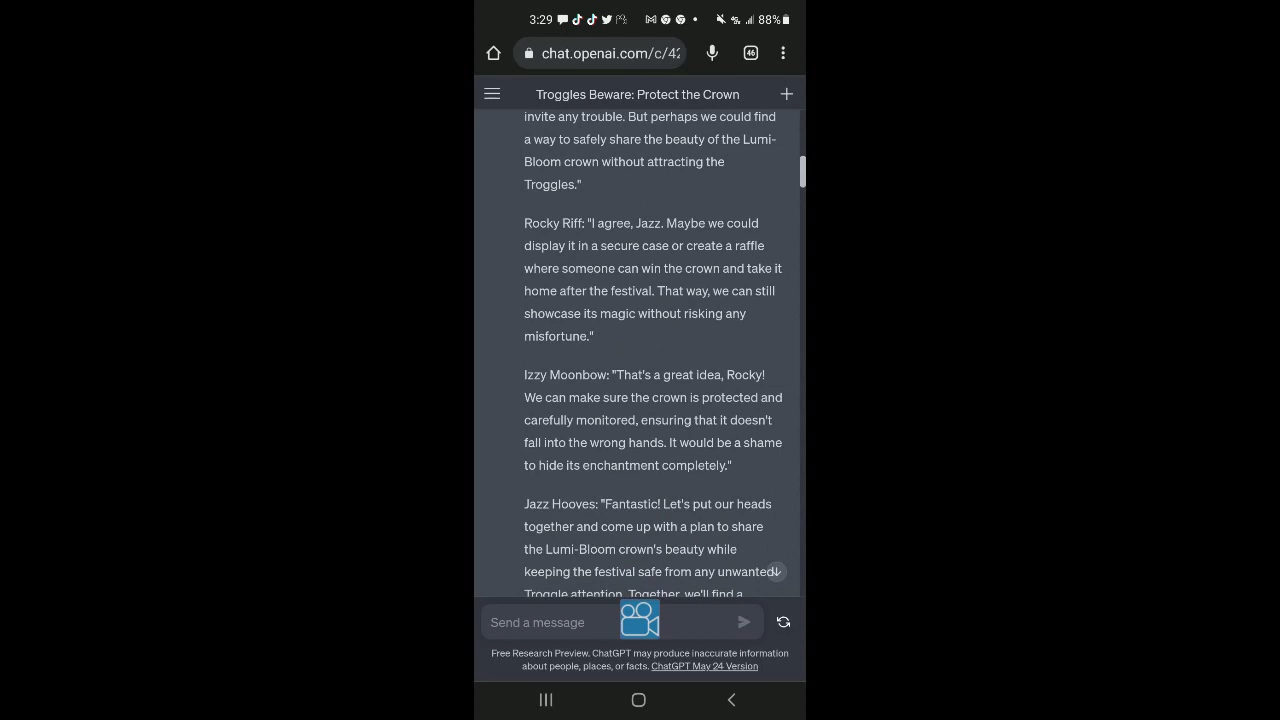 3:29
88%
chat.openai.com/c/42
46
Troggles Beware: Protect the Crown
invite any trouble. But perhaps we could find
a way to safely share the beauty of the Lumi-
Bloom crown without attracting the
Troggles."
Rocky Riff: "I agree, Jazz. Maybe we could
display it in a secure case or create a raffle
where someone can win the crown and take it
home after the festival. That way, we can still
showcase its magic without risking any
misfortune."
Izzy Moonbow: "That's a great idea, Rocky!
We can make sure the crown is protected and
carefully monitored, ensuring that it doesn't
fall into the wrong hands. It would be a shame
to hide its enchantment completely."
Jazz Hooves: "Fantastic! Let's put our heads
together and come up with a plan to share
the Lumi-Bloom crown's beauty while
keeping the festival safe from any unwanted
Troggle attention. Together, we'll find a
Send a message
Free Research Preview. ChatGPT may produce inaccurate information
about people, places, or facts. ChatGPT May 24 Version